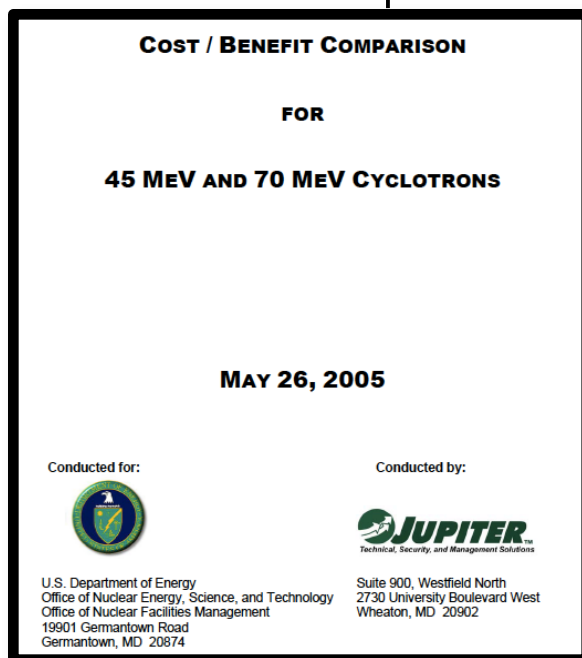 COST / BENEFIT COMPARISON
FOR
45 MEV AND 70 MEV CYCLOTRONS
MAY 26, 2005
Conducted for:
Conducted by:
JUPITER TM
Technical, Security, and Management Solutions
U.S. Department of Energy
Office of Nuclear Energy, Science, and Technology
Office of Nuclear Facilities Management
19901 Germantown Road
Germantown, MD 20874
Suite 900, Westfield North
2730 University Boulevard West
Wheaton, MD 20902